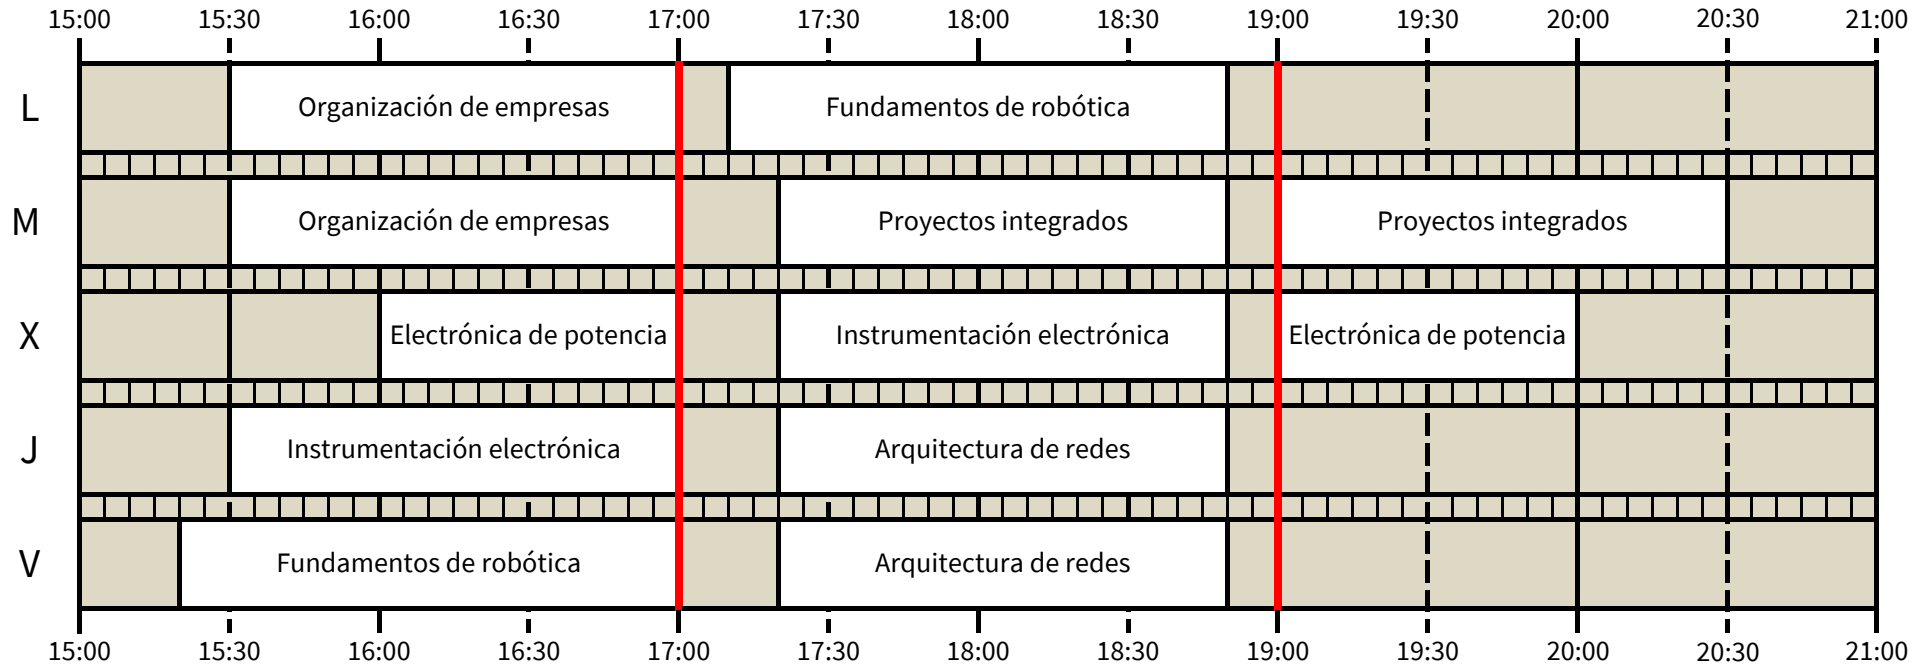 15:00 15:30 16:00 16:30 17:00 17:30 18:00 18:30 19:00 19:30 20:00 20:30 21:00
L Organización de empresas Fundamentos de robótica
M Organización de empresas Proyectos integrados Proyectos integrados
X Electrónica de potencia Instrumentación electrónica Electrónica de potencia
J Instrumentación electrónica Arquitectura de redes
V Fundamentos de robótica Arquitectura de redes
15:00 15:30 16:00 16:30 17:00 17:30 18:00 18:30 19:00 19:30 20:00 20:30 21:00